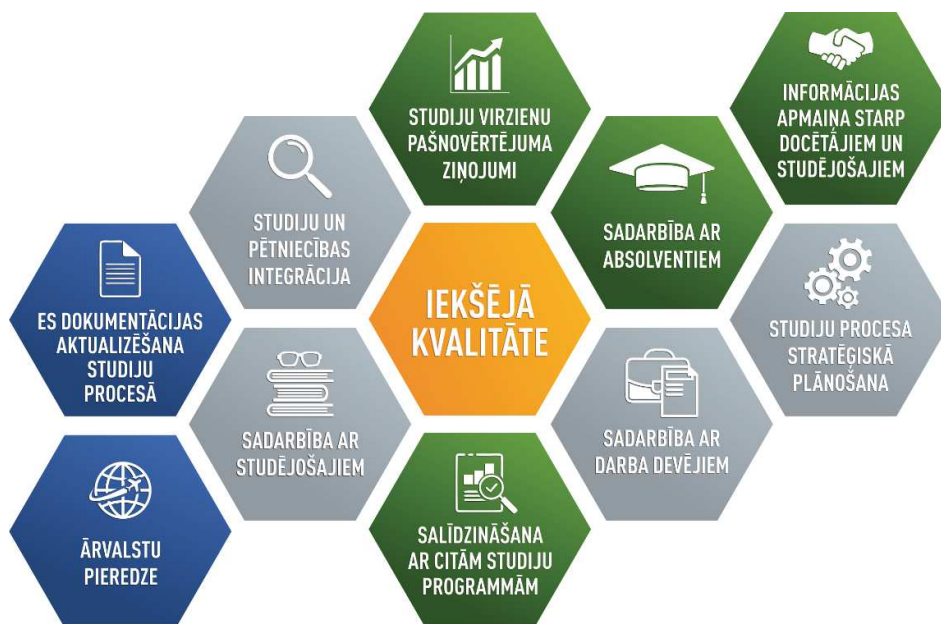 STUDIJU VIRZIENU
PAŠNOVĒRTĒJUMA
ZIŅOJUMI
INFORMĀCIJAS
APMAIŅA STARP
DOCĒTĀJIEM UN
STUDĒJOŠAJIEM
STUDIJU UN
PĒTNIECĪBAS
INTEGRĀCIJA
SADARBĪBA AR
ABSOLVENTIEM
ES DOKUMENTĀCIJAS
AKTUALIZĒŠANA
STUDIJU
PROCESĀ
IEKŠĒJĀ
KVALITĀTE
STUDIJU PROCESA
STRATĒĢISKĀ
PLĀNOŠANA
SADARBĪBA AR
STUDĒJOŠAJIEM
SADARBĪBA AR
DARBA DEVĒJIEM
ĀRVALSTU
PIEREDZE
SALĪDZINĀŠANA
AR CITĀM STUDIJU
PROGRAMMĀM